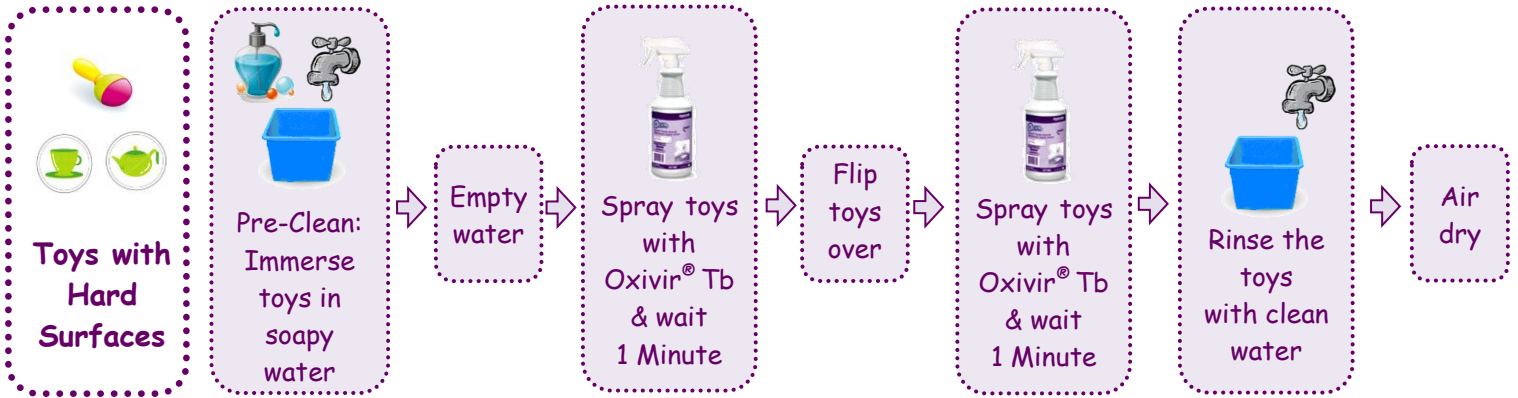 Toys with
Hard
Surfaces
Pre-Clean:
Immerse
toys in
soapy
water
Empty
water
Spray toys
with
Oxivir® Tb
& wait
1 Minute
Flip
toys
over
Spray toys
with
Oxivir® Tb
& wait
1 Minute
Rinse the
toys
with clean
water
Air
dry